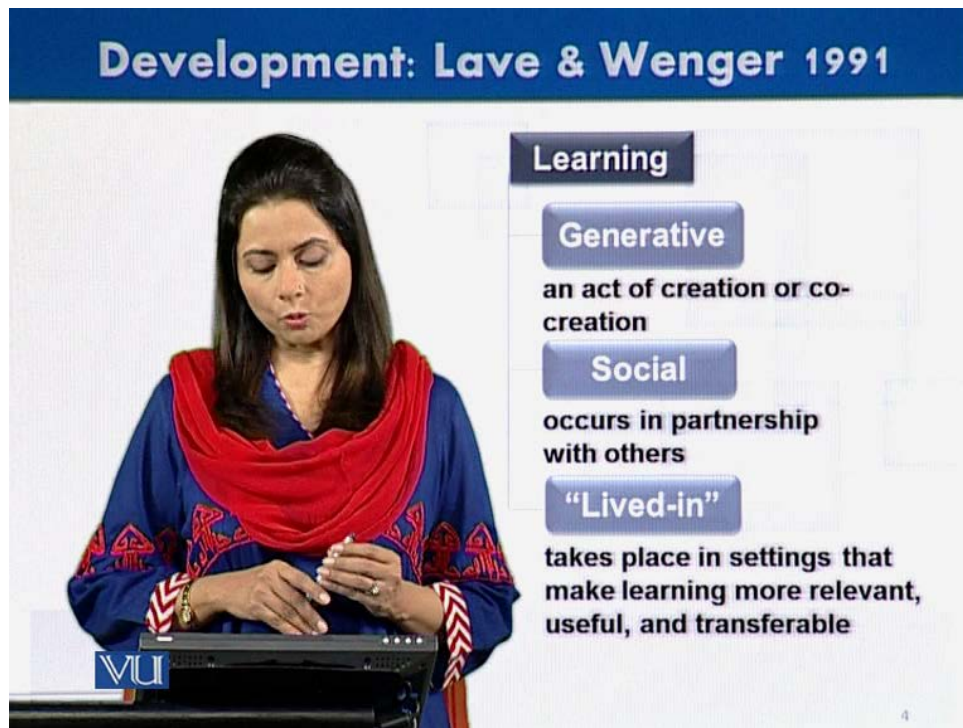 Development: Lave & Wenger 1991
Learning
Generative
an act of creation or co-
creation
Social
occurs in partnership
with others
“Lived-in”
takes place in settings that
make learning more relevant,
useful, and transferable
VU
4